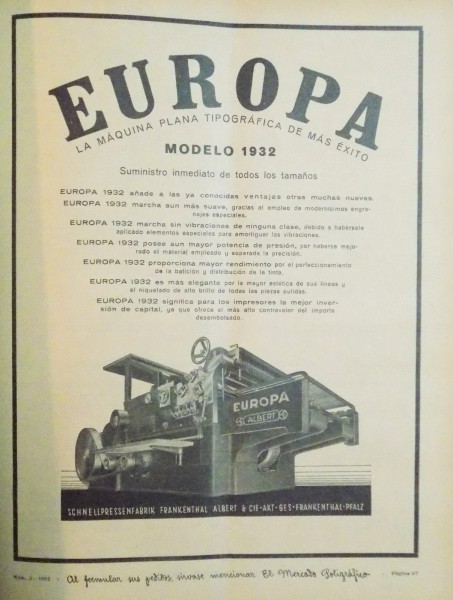 EUROPA
LA MÁQUINA PLANA TIPOGRÁFICA DE MÁS ÉXITO
MODELO 1932
Suministro inmediato de todos los tamaños
EUROPA 1932 añade a las ya conocidas ventajas otras muchas nuevas.
EUROPA 1932 marcha aun más suave, gracias al empleo de modernísimos engra-
najes especiales.
EUROPA 1932 marcha sin vibraciones de ninguna clase, debido a habérsele
aplicado elementos especiales para amortiguar las vibraciones.
EUROPA 1932 posee aun mayor potencia de presión, por haberse mejo-
rado el material empleado y esperado la precisión.
EUROPA 1932 proporciona mayor rendimiento por el perfeccionamiento
de la batición y distribución de la tinta.
EUROPA 1932 es más elegante por la mayor estética de sus líneas y
el niquelado de alto brillo de todas las piezas pulidas.
EUROPA 1932 significa para los impresores la mejor inver-
sión de capital, ya que ofrece el más alto contravalor del importe
desembolsado.
EUROPA
ALBERT
SCHNELLPRESSENFABRIK FRANKENTHAL ALBERT & CIE-AKT-GES-FRANKENTHAL-PFALZ
1932 Al formular sus pedidos sírvase mencionar El Mercado Poligráfico Página